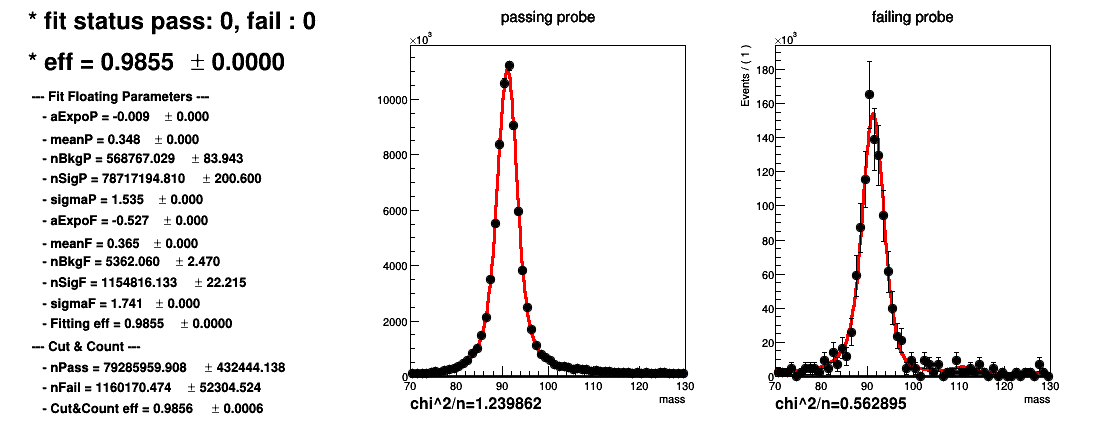 * fit status pass: 0, fail : 0
* eff = 0.9855 ± 0.0000
--- Fit Floating Parameters ---
- aExpoP = -0.009 ± 0.000
- meanP = 0.348 ± 0.000
- nBkgP = 568767.029 ± 83.943
- nSigP = 78717194.810 ± 200.600
- sigmaP = 1.535 ± 0.000
- aExpoF = -0.527 ± 0.000
- meanF = 0.365 ± 0.000
- nBkgF = 5362.060 ± 2.470
- nSigF = 1154816.133 ± 22.215
- sigmaF = 1.741 ± 0.000
- Fitting eff = 0.9855 ± 0.0000
--- Cut & Count ---
- nPass = 79285959.908 ± 432444.138
- nFail = 1160170.474 ± 52304.524
- Cut&Count eff = 0.9856 ± 0.0006
passing probe
×10³
10000
8000
6000
4000
2000
0
70 80 90 100 110 120 130
mass
chi^2/n=1.239862
failing probe
×10³
Events / ( 1 )
180
160
140
120
100
80
60
40
20
0
70 80 90 100 110 120 130
mass
chi^2/n=0.562895